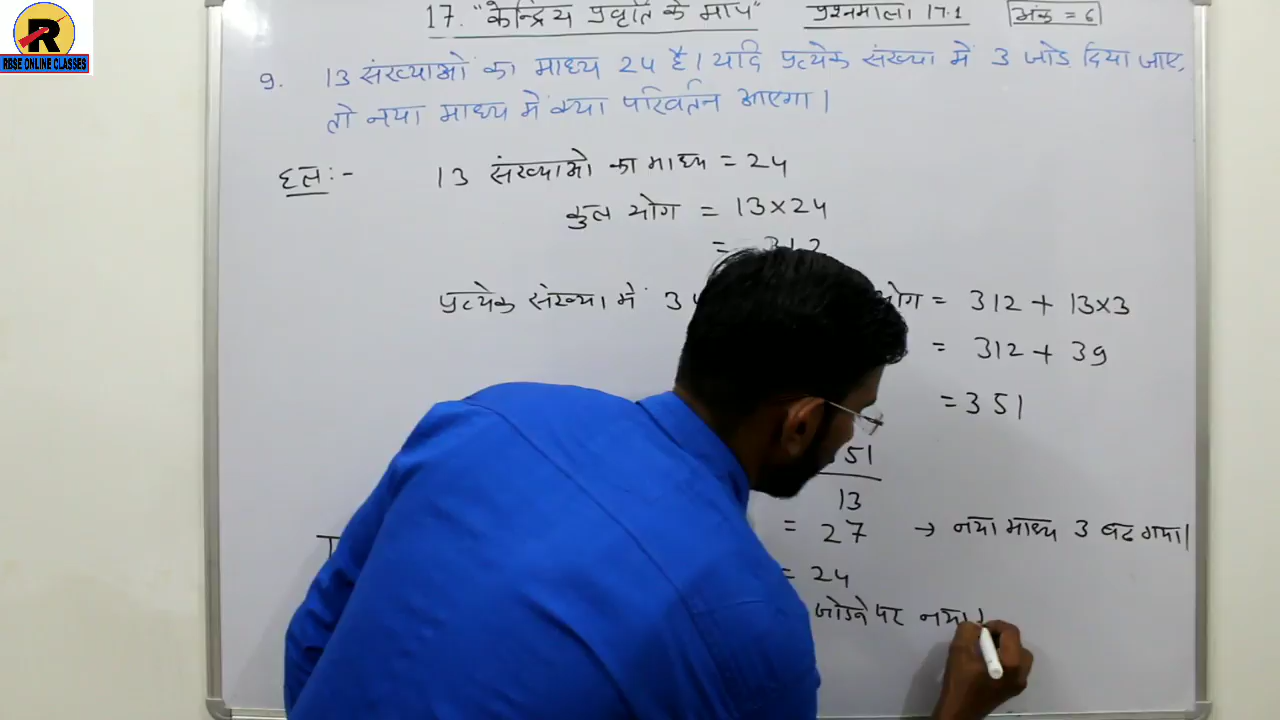 R
RBSE ONLINE CLASSES
17. "केन्द्रिय प्रवृति के माप" प्रश्नमाला 17.1 अंक = 6
9. 13 संख्याओ का माध्य 24 है। यदि प्रत्येक संख्या मे 3 जोड दिया जाए,
तो नया माध्य मे क्या परिवर्तन आएगा।
हल:- 13 संख्याओ का माध्य = 24
कुल योग = 13×24
= 312
प्रत्येक संख्या मे 3 योग = 312 + 13×3
= 312 + 39
= 351
51
13
= 27 → नया माध्य 3 बढ गया।
= 24
जोडने पर नया